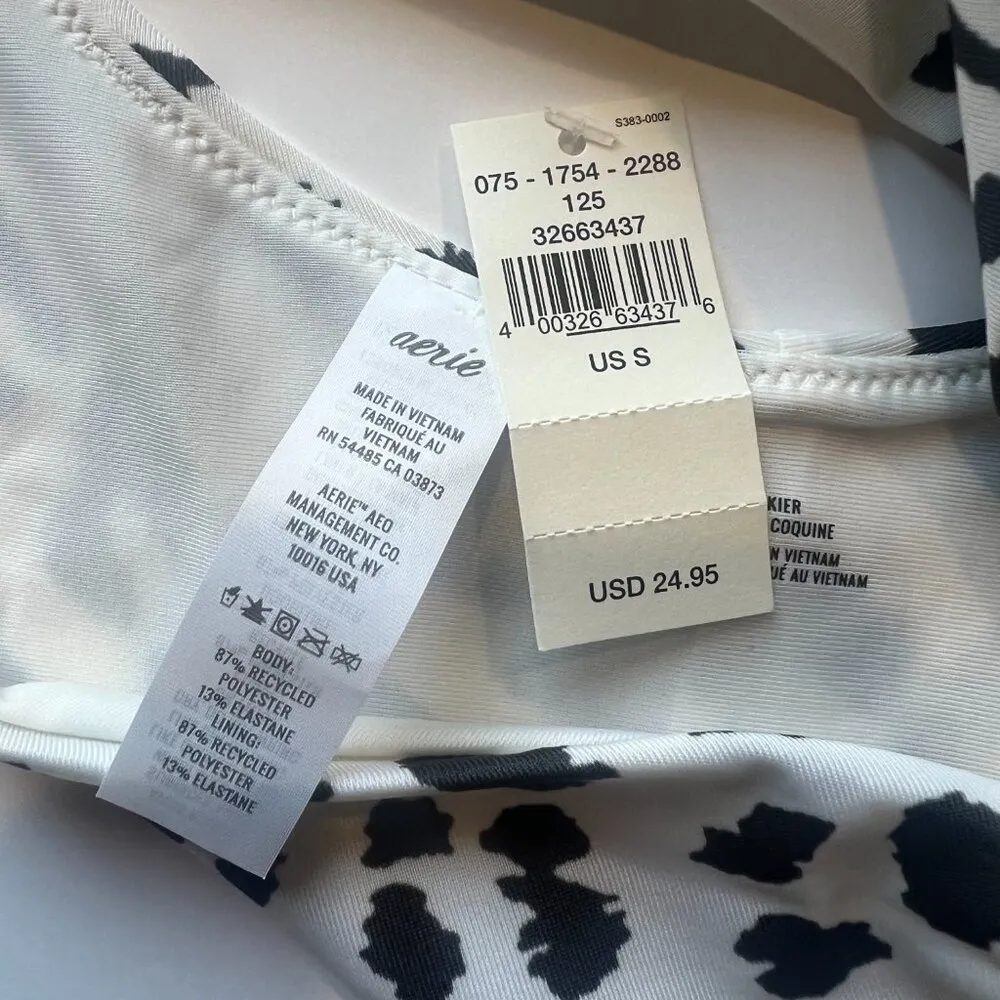 S383-0002
075 - 1754 - 2288
125
32663437
4 00326 63437 6
US S
USD 24.95
aerie
MADE IN VIETNAM
FABRIQUÉ AU
VIETNAM
RN 54485 CA 03873
AERIE™ AEO
MANAGEMENT CO.
NEW YORK, NY
10016 USA
BODY:
87% RECYCLED
POLYESTER
13% ELASTANE
LINING:
87% RECYCLED
POLYESTER
13% ELASTANE
KIER
COQUINE
N VIETNAM
UÉ AU VIETNAM